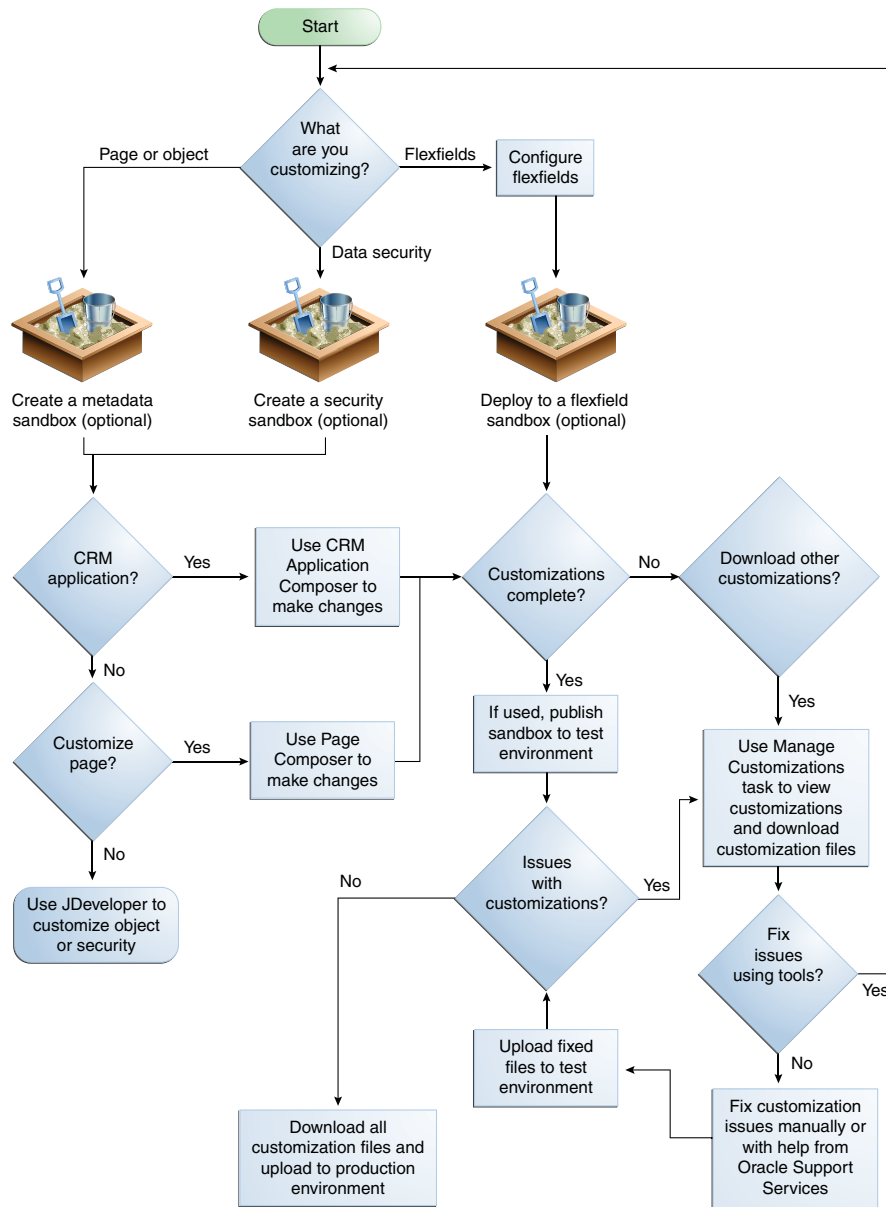 Start
What
are you
customizing?
Page or object
Flexfields
Configure
flexfields
Data security
Create a metadata
sandbox (optional)
Create a security
sandbox (optional)
Deploy to a flexfield
sandbox (optional)
CRM
application?
Yes
Use CRM
Application
Composer to
make changes
Customizations
complete?
No
Download other
customizations?
No
Yes
Yes
Customize
page?
Yes
Use Page
Composer to
make changes
If used, publish
sandbox to test
environment
Use Manage
Customizations
task to view
customizations
and download
customization files
No
Issues
with
customizations?
No
Yes
Use JDeveloper to
customize object
or security
Fix
issues
using tools?
Yes
No
Upload fixed
files to test
environment
Fix customization
issues manually or
with help from
Oracle Support
Services
Download all
customization files and
upload to production
environment